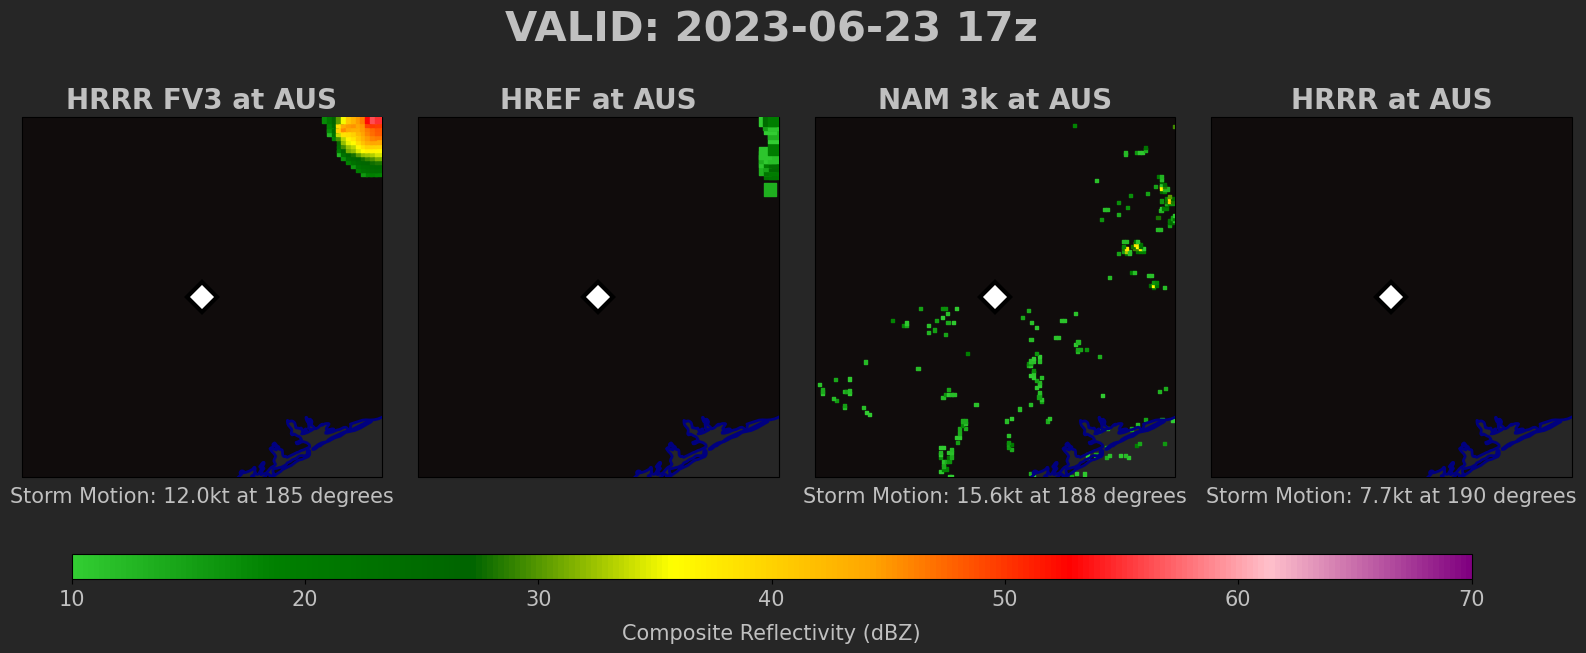 VALID: 2023-06-23 17z
HRRR FV3 at AUS
HREF at AUS
NAM 3k at AUS
HRRR at AUS
Storm Motion: 12.0kt at 185 degrees
Storm Motion: 15.6kt at 188 degrees
Storm Motion: 7.7kt at 190 degrees
10 20 30 40 50 60 70
Composite Reflectivity (dBZ)